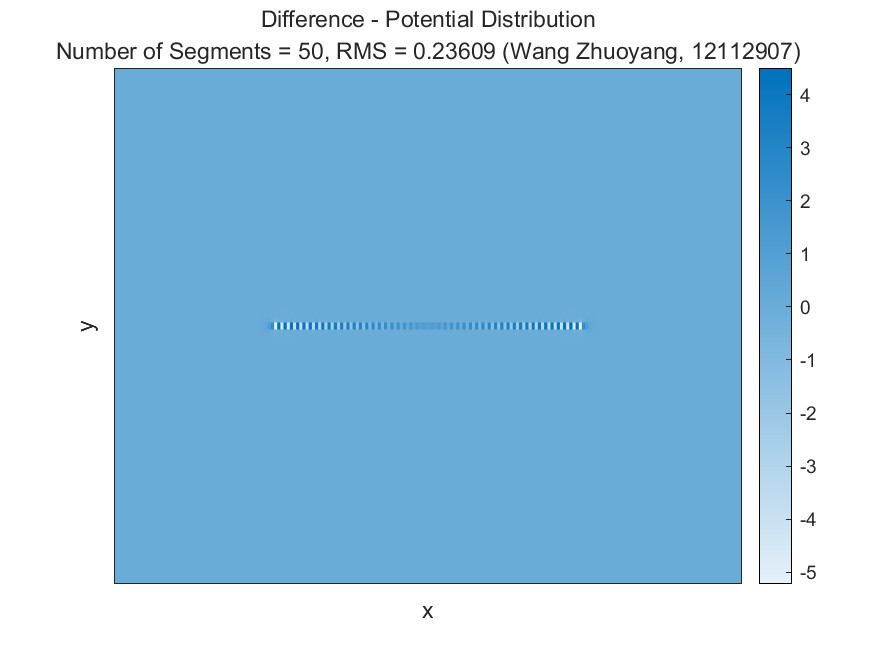 Difference - Potential Distribution
Number of Segments = 50, RMS = 0.23609 (Wang Zhuoyang, 12112907)
4
3
2
1
0
-1
-2
-3
-4
-5
y
x